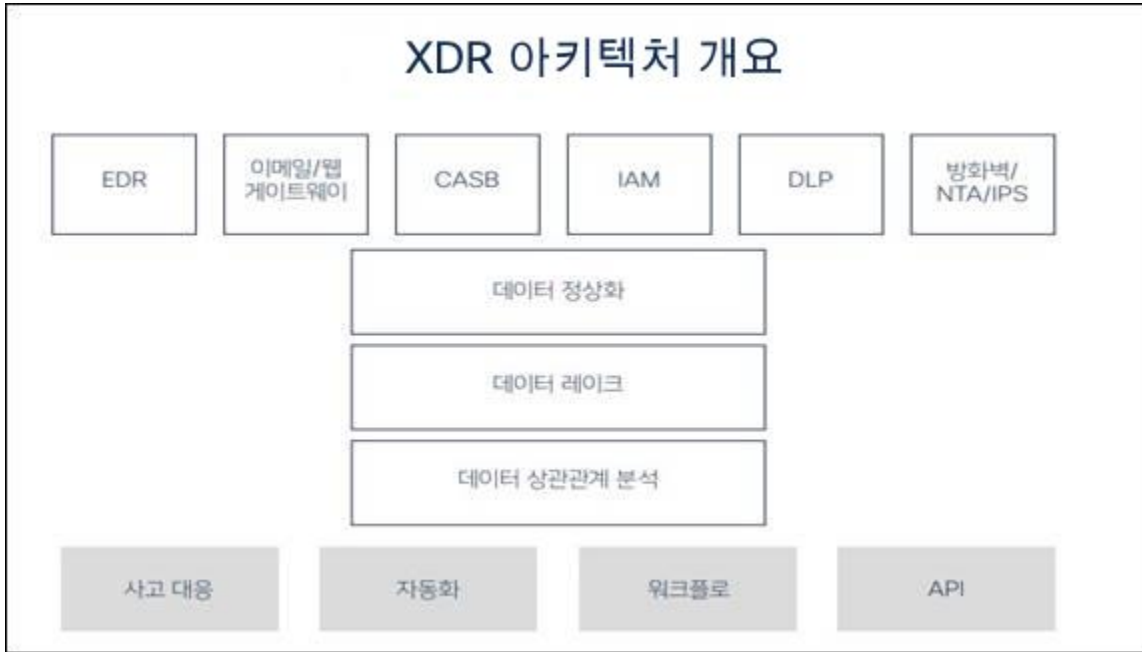 XDR 아키텍처 개요
EDR
이메일/웹
게이트웨이
CASB
IAM
DLP
방화벽/
NTA/IPS
데이터 정상화
데이터 레이크
데이터 상관관계 분석
사고 대응
자동화
워크플로
API